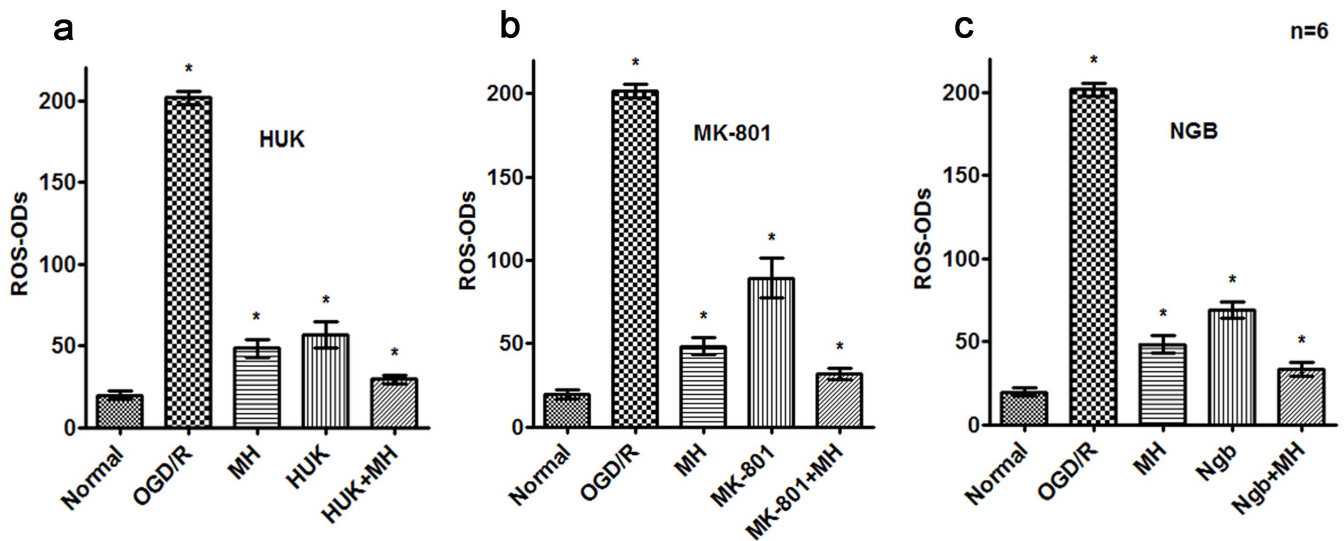 a
HUK
ROS-ODs
200
150
100
50
0
*
*
*
*
Normal
OGD/R
MH
HUK
HUK+MH
b
MK-801
ROS-ODs
200
150
100
50
0
*
*
*
*
Normal
OGD/R
MH
MK-801
MK-801+MH
c
n=6
NGB
ROS-ODs
200
150
100
50
0
*
*
*
*
Normal
OGD/R
MH
Ngb
Ngb+MH